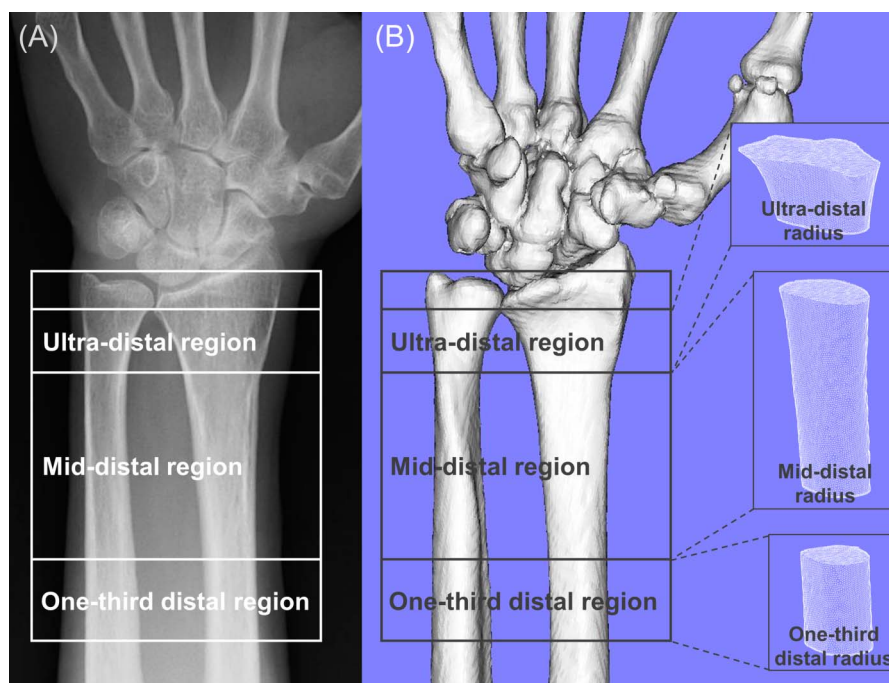 (A)
Ultra-distal region
Mid-distal region
One-third distal region
(B)
Ultra-distal region
Mid-distal region
One-third distal region
Ultra-distal
radius
Mid-distal
radius
One-third
distal radius